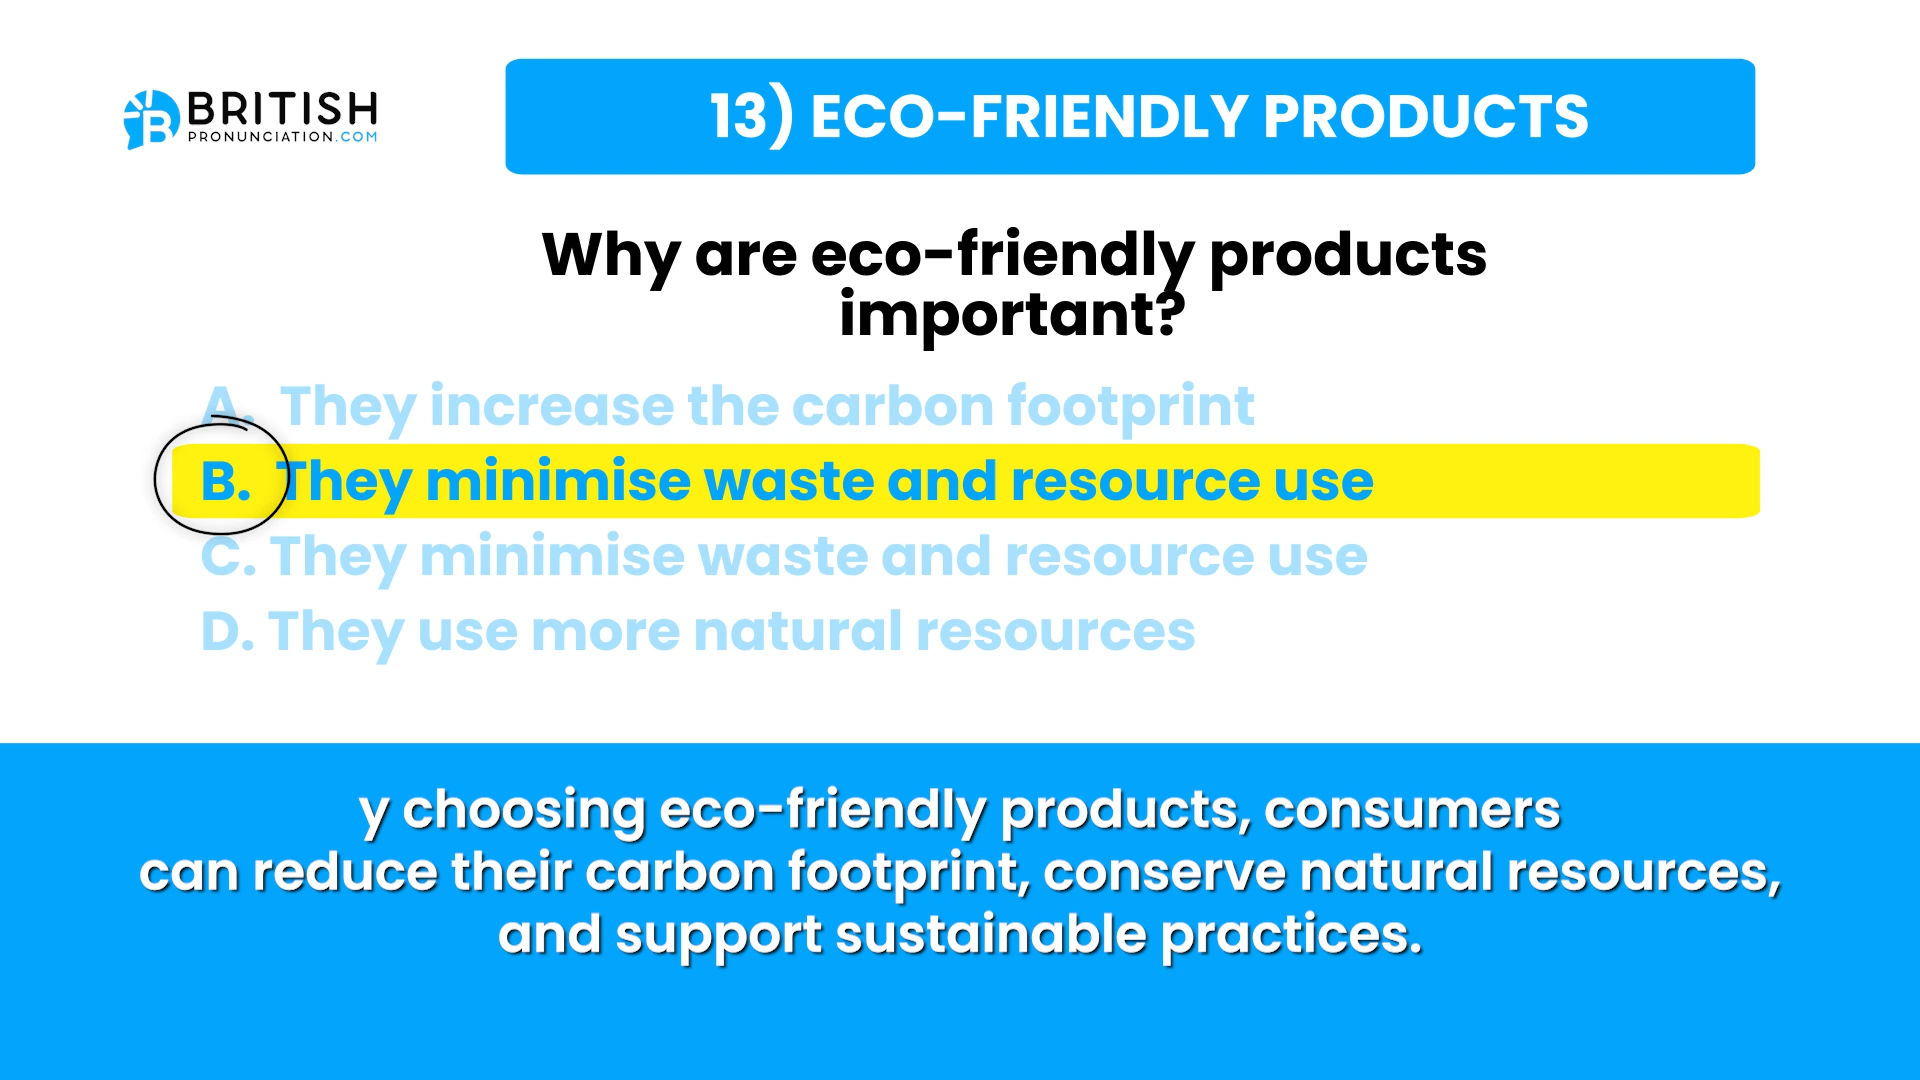 BRITISH
PRONUNCIATION.COM
13) ECO-FRIENDLY PRODUCTS
Why are eco-friendly products
important?
A. They increase the carbon footprint
B. They minimise waste and resource use
C. They minimise waste and resource use
D. They use more natural resources
y choosing eco-friendly products, consumers
can reduce their carbon footprint, conserve natural resources,
and support sustainable practices.